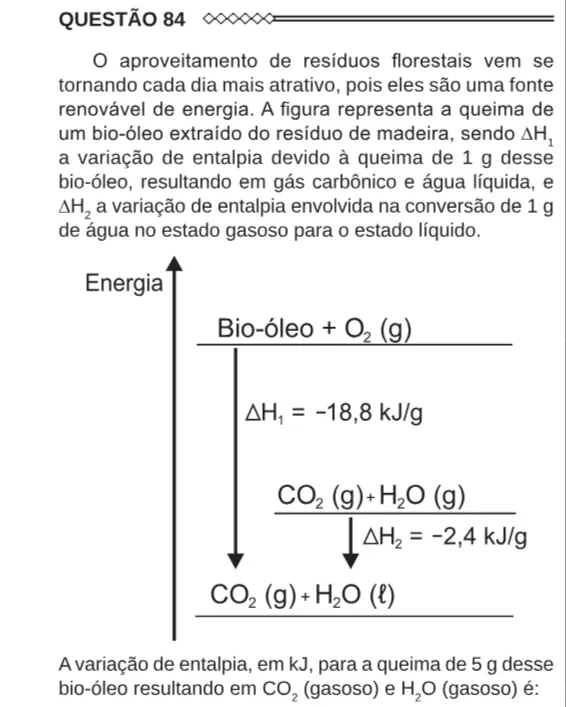 QUESTÃO 84
O aproveitamento de resíduos florestais vem se
tornando cada dia mais atrativo, pois eles são uma fonte
renovável de energia. A figura representa a queima de
um bio-óleo extraído do resíduo de madeira, sendo ∆H₁
a variação de entalpia devido à queima de 1 g desse
bio-óleo, resultando em gás carbônico e água líquida, e
∆H₂ a variação de entalpia envolvida na conversão de 1 g
de água no estado gasoso para o estado líquido.
Energia
Bio-óleo + O₂ (g)
∆H₁ = −18,8 kJ/g
CO₂ (g) + H₂O (g)
∆H₂ = −2,4 kJ/g
CO₂ (g) + H₂O (ℓ)
A variação de entalpia, em kJ, para a queima de 5 g desse
bio-óleo resultando em CO₂ (gasoso) e H₂O (gasoso) é: